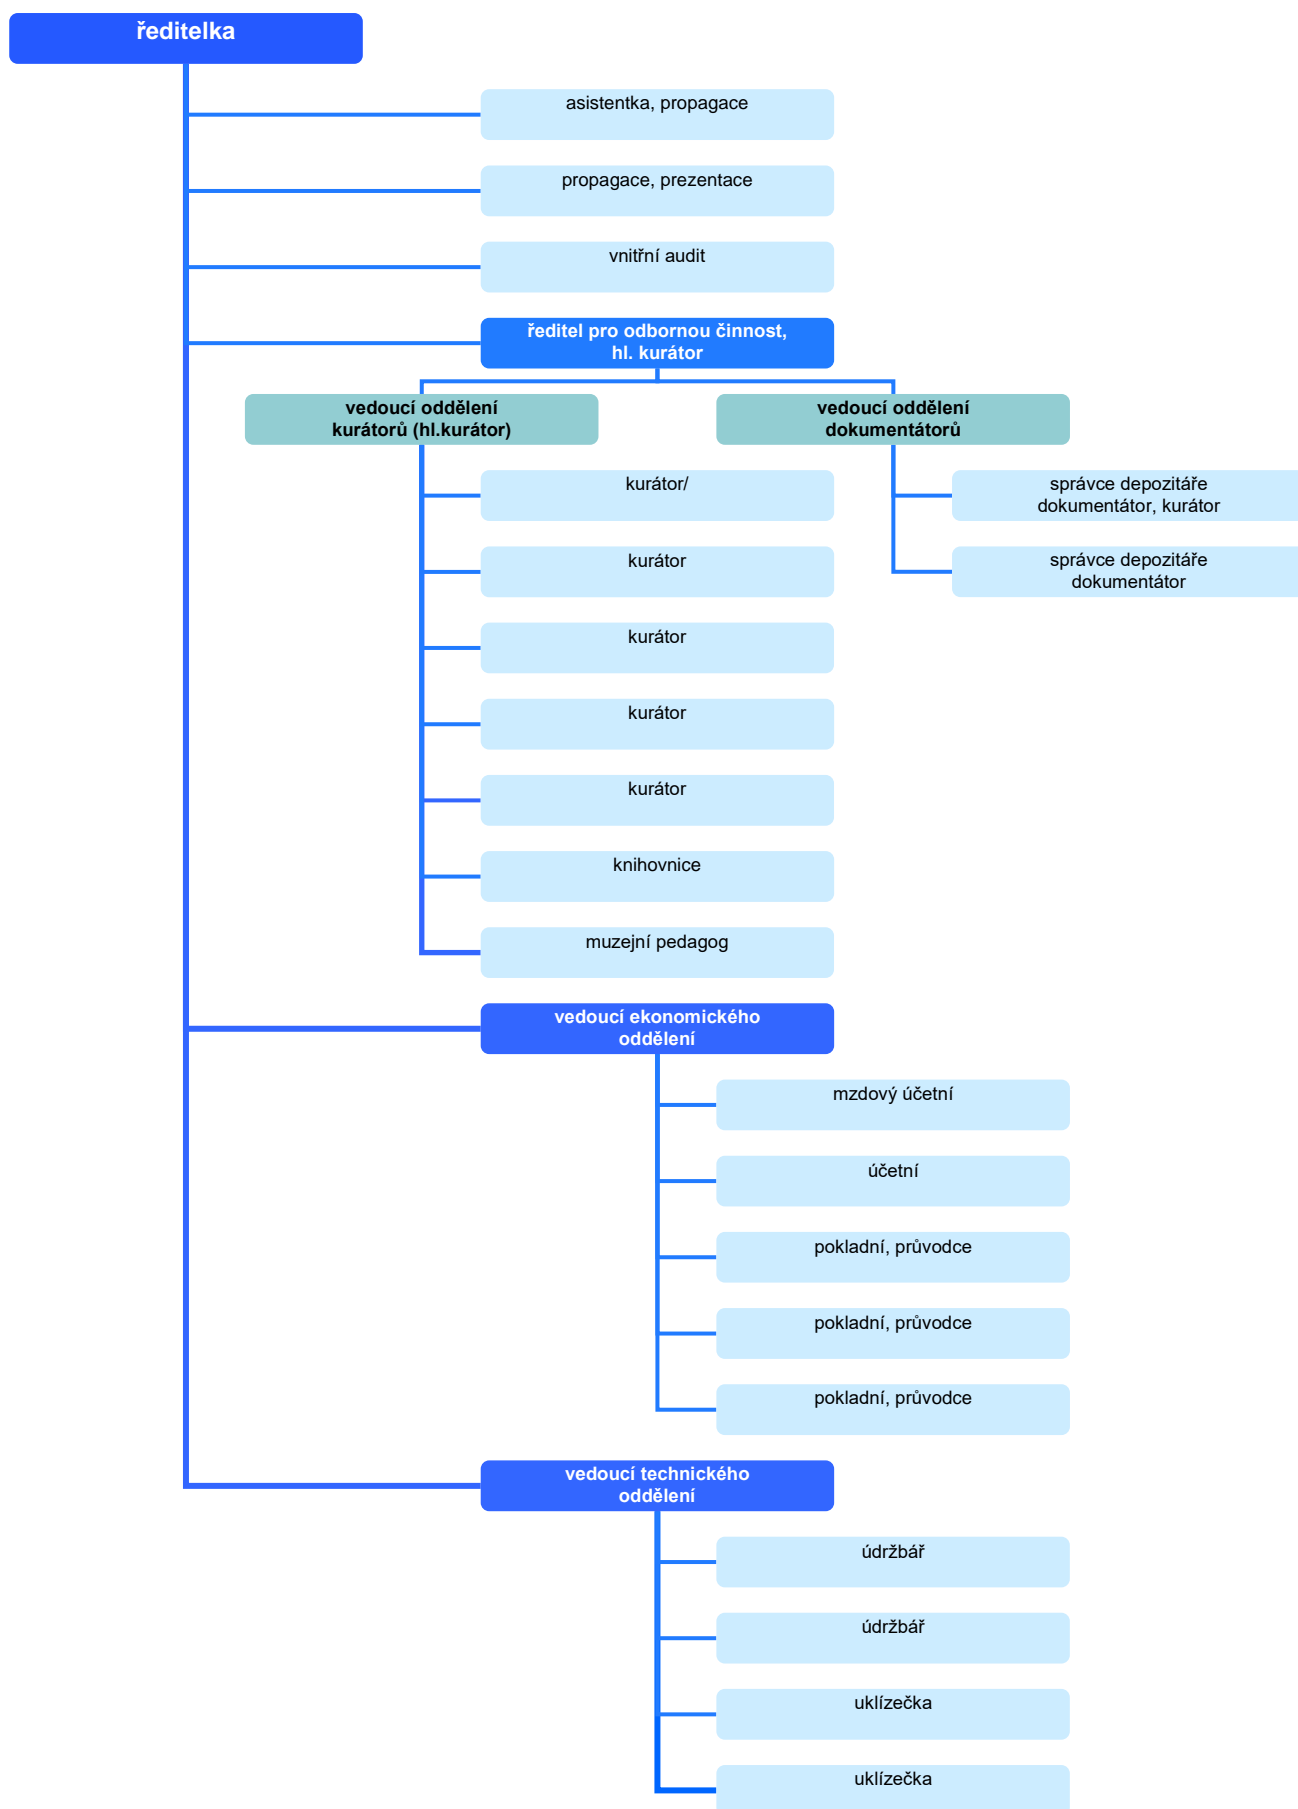 ředitelka
asistentka, propagace
propagace, prezentace
vnitřní audit
ředitel pro odbornou činnost,
hl. kurátor
vedoucí oddělení
kurátorů (hl.kurátor)
vedoucí oddělení
dokumentátorů
kurátor/
správce depozitáře
dokumentátor, kurátor
kurátor
správce depozitáře
dokumentátor
kurátor
kurátor
kurátor
knihovnice
muzejní pedagog
vedoucí ekonomického
oddělení
mzdový účetní
účetní
pokladní, průvodce
pokladní, průvodce
pokladní, průvodce
vedoucí technického
oddělení
údržbář
údržbář
uklízečka
uklízečka